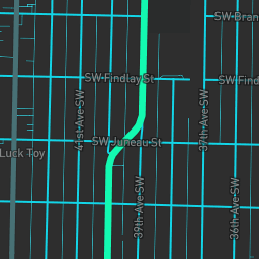 SW Bran
SW Findlay St
SW Find
41st Ave SW
37th Ave SW
SW Juneau St
Luck Toy
39th Ave SW
36th Ave SW